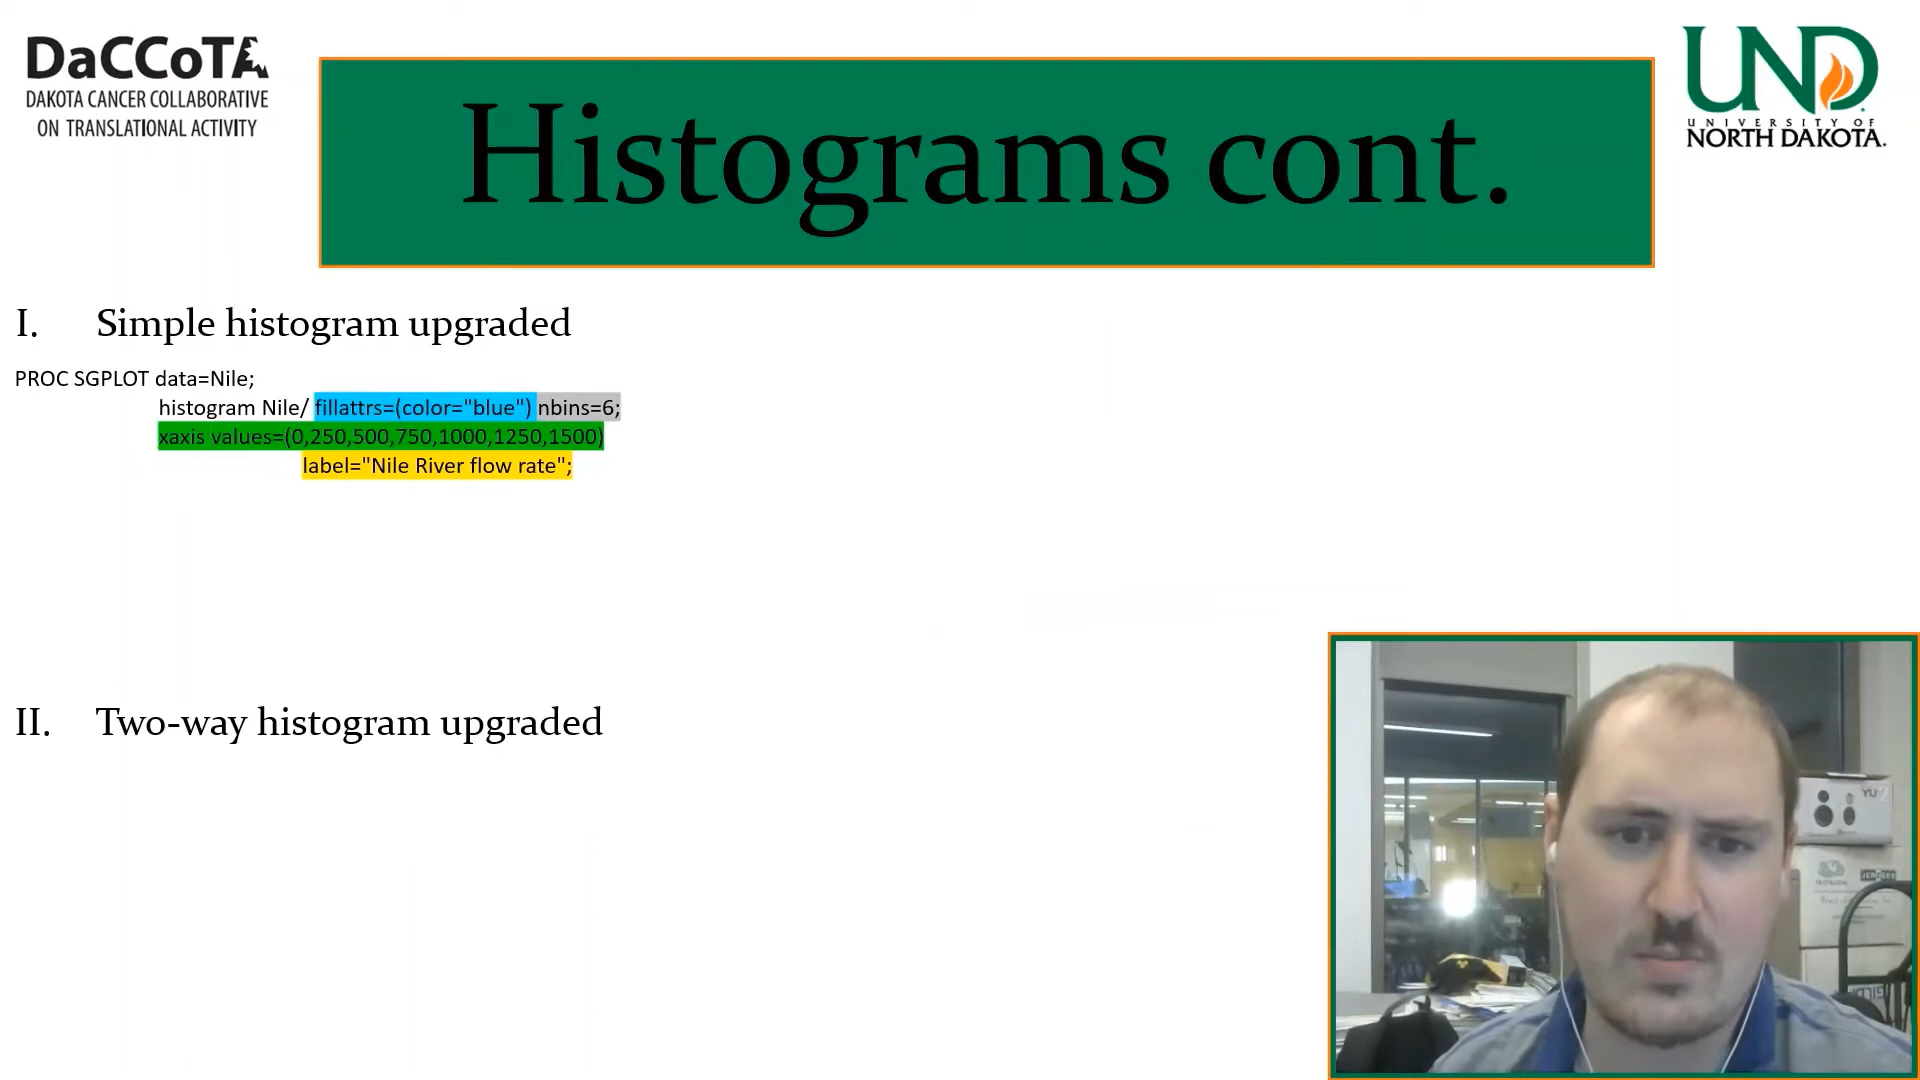 DaCCoTA
DAKOTA CANCER COLLABORATIVE
ON TRANSLATIONAL ACTIVITY
Histograms cont.
UND
UNIVERSITY OF
NORTH DAKOTA.
I. Simple histogram upgraded
PROC SGPLOT data=Nile;
histogram Nile/ fillattrs=(color="blue") nbins=6;
xaxis values=(0,250,500,750,1000,1250,1500)
label="Nile River flow rate";
II. Two-way histogram upgraded